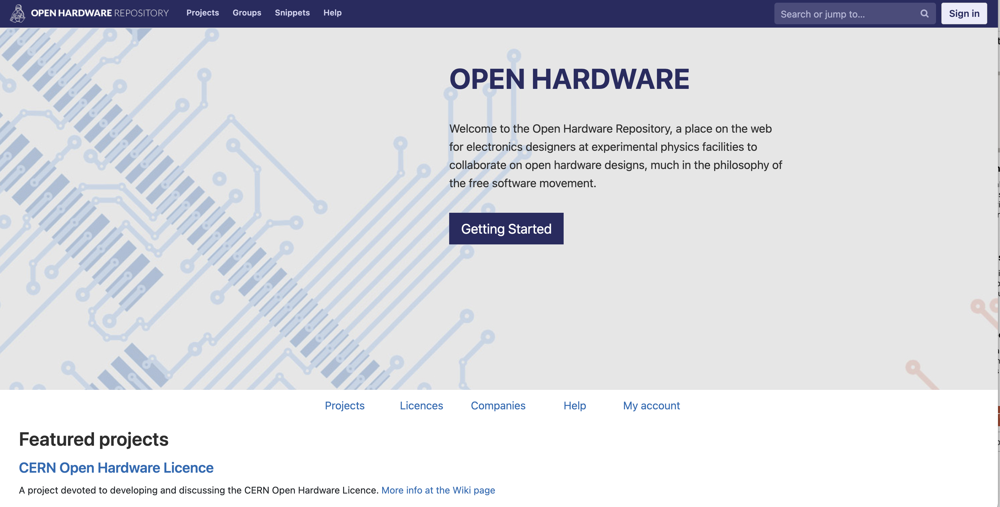 OPEN HARDWARE REPOSITORY
Projects Groups Snippets Help
Search or jump to...
Sign in
OPEN HARDWARE
Welcome to the Open Hardware Repository, a place on the web
for electronics designers at experimental physics facilities to
collaborate on open hardware designs, much in the philosophy of
the free software movement.
Getting Started
Projects Licences Companies Help My account
Featured projects
CERN Open Hardware Licence
A project devoted to developing and discussing the CERN Open Hardware Licence. More info at the Wiki page